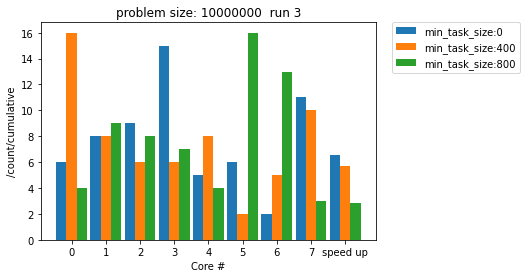 problem size: 10000000  run 3
min_task_size:0
min_task_size:400
min_task_size:800
/count/cumulative
16
14
12
10
8
6
4
2
0
0 1 2 3 4 5 6 7 speed up
Core #